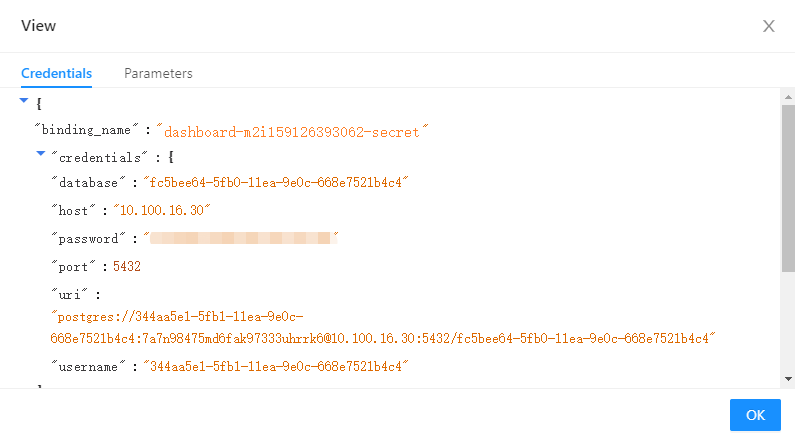 View
Credentials Parameters
{
"binding_name" : "dashboard-m2i159126393062-secret"
"credentials" : {
"database" : "fc5bee64-5fb0-11ea-9e0c-668e7521b4c4"
"host" : "10.100.16.30"
"password" : " "
"port" : 5432
"uri" :
"postgres://344aa5e1-5fb1-11ea-9e0c-
668e7521b4c4:7a7n98475md6fak97333uhrrk6@10.100.16.30:5432/fc5bee64-5fb0-11ea-9e0c-668e7521b4c4"
"username" : "344aa5e1-5fb1-11ea-9e0c-668e7521b4c4"
OK